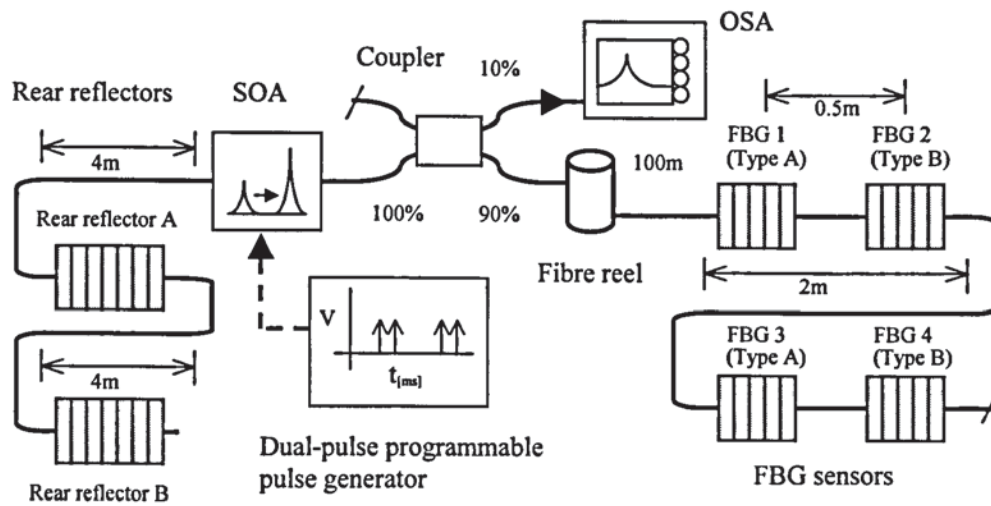 OSA
Coupler
10%
Rear reflectors
SOA
4m
0.5m
FBG 1
(Type A)
FBG 2
(Type B)
100m
100%
90%
Rear reflector A
Fibre reel
2m
V
t[ms]
FBG 3
(Type A)
FBG 4
(Type B)
4m
Dual-pulse programmable
pulse generator
Rear reflector B
FBG sensors